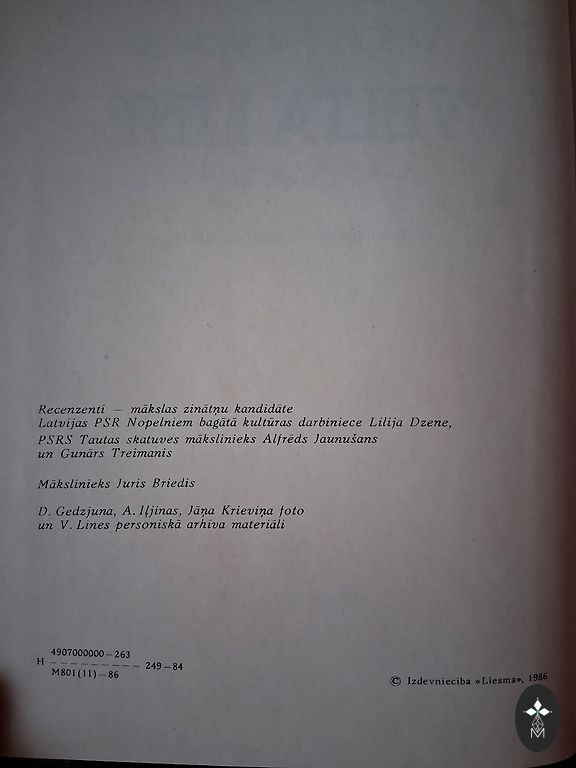 Recenzenti — mākslas zinātņu kandidāte
Latvijas PSR Nopelniem bagātā kultūras darbiniece Lilija Dzene,
PSRS Tautas skatuves mākslinieks Alfrēds Jaunušans
un Gunārs Treimanis
Mākslinieks Juris Briedis
D. Gedzjuna, A. Iļjinas, Jāņa Krieviņa foto
un V. Lines personiskā arhīva materiāli
4907000000—263
H ————————— 249—84
M801(11)—86
© Izdevniecība «Liesma», 1986
M